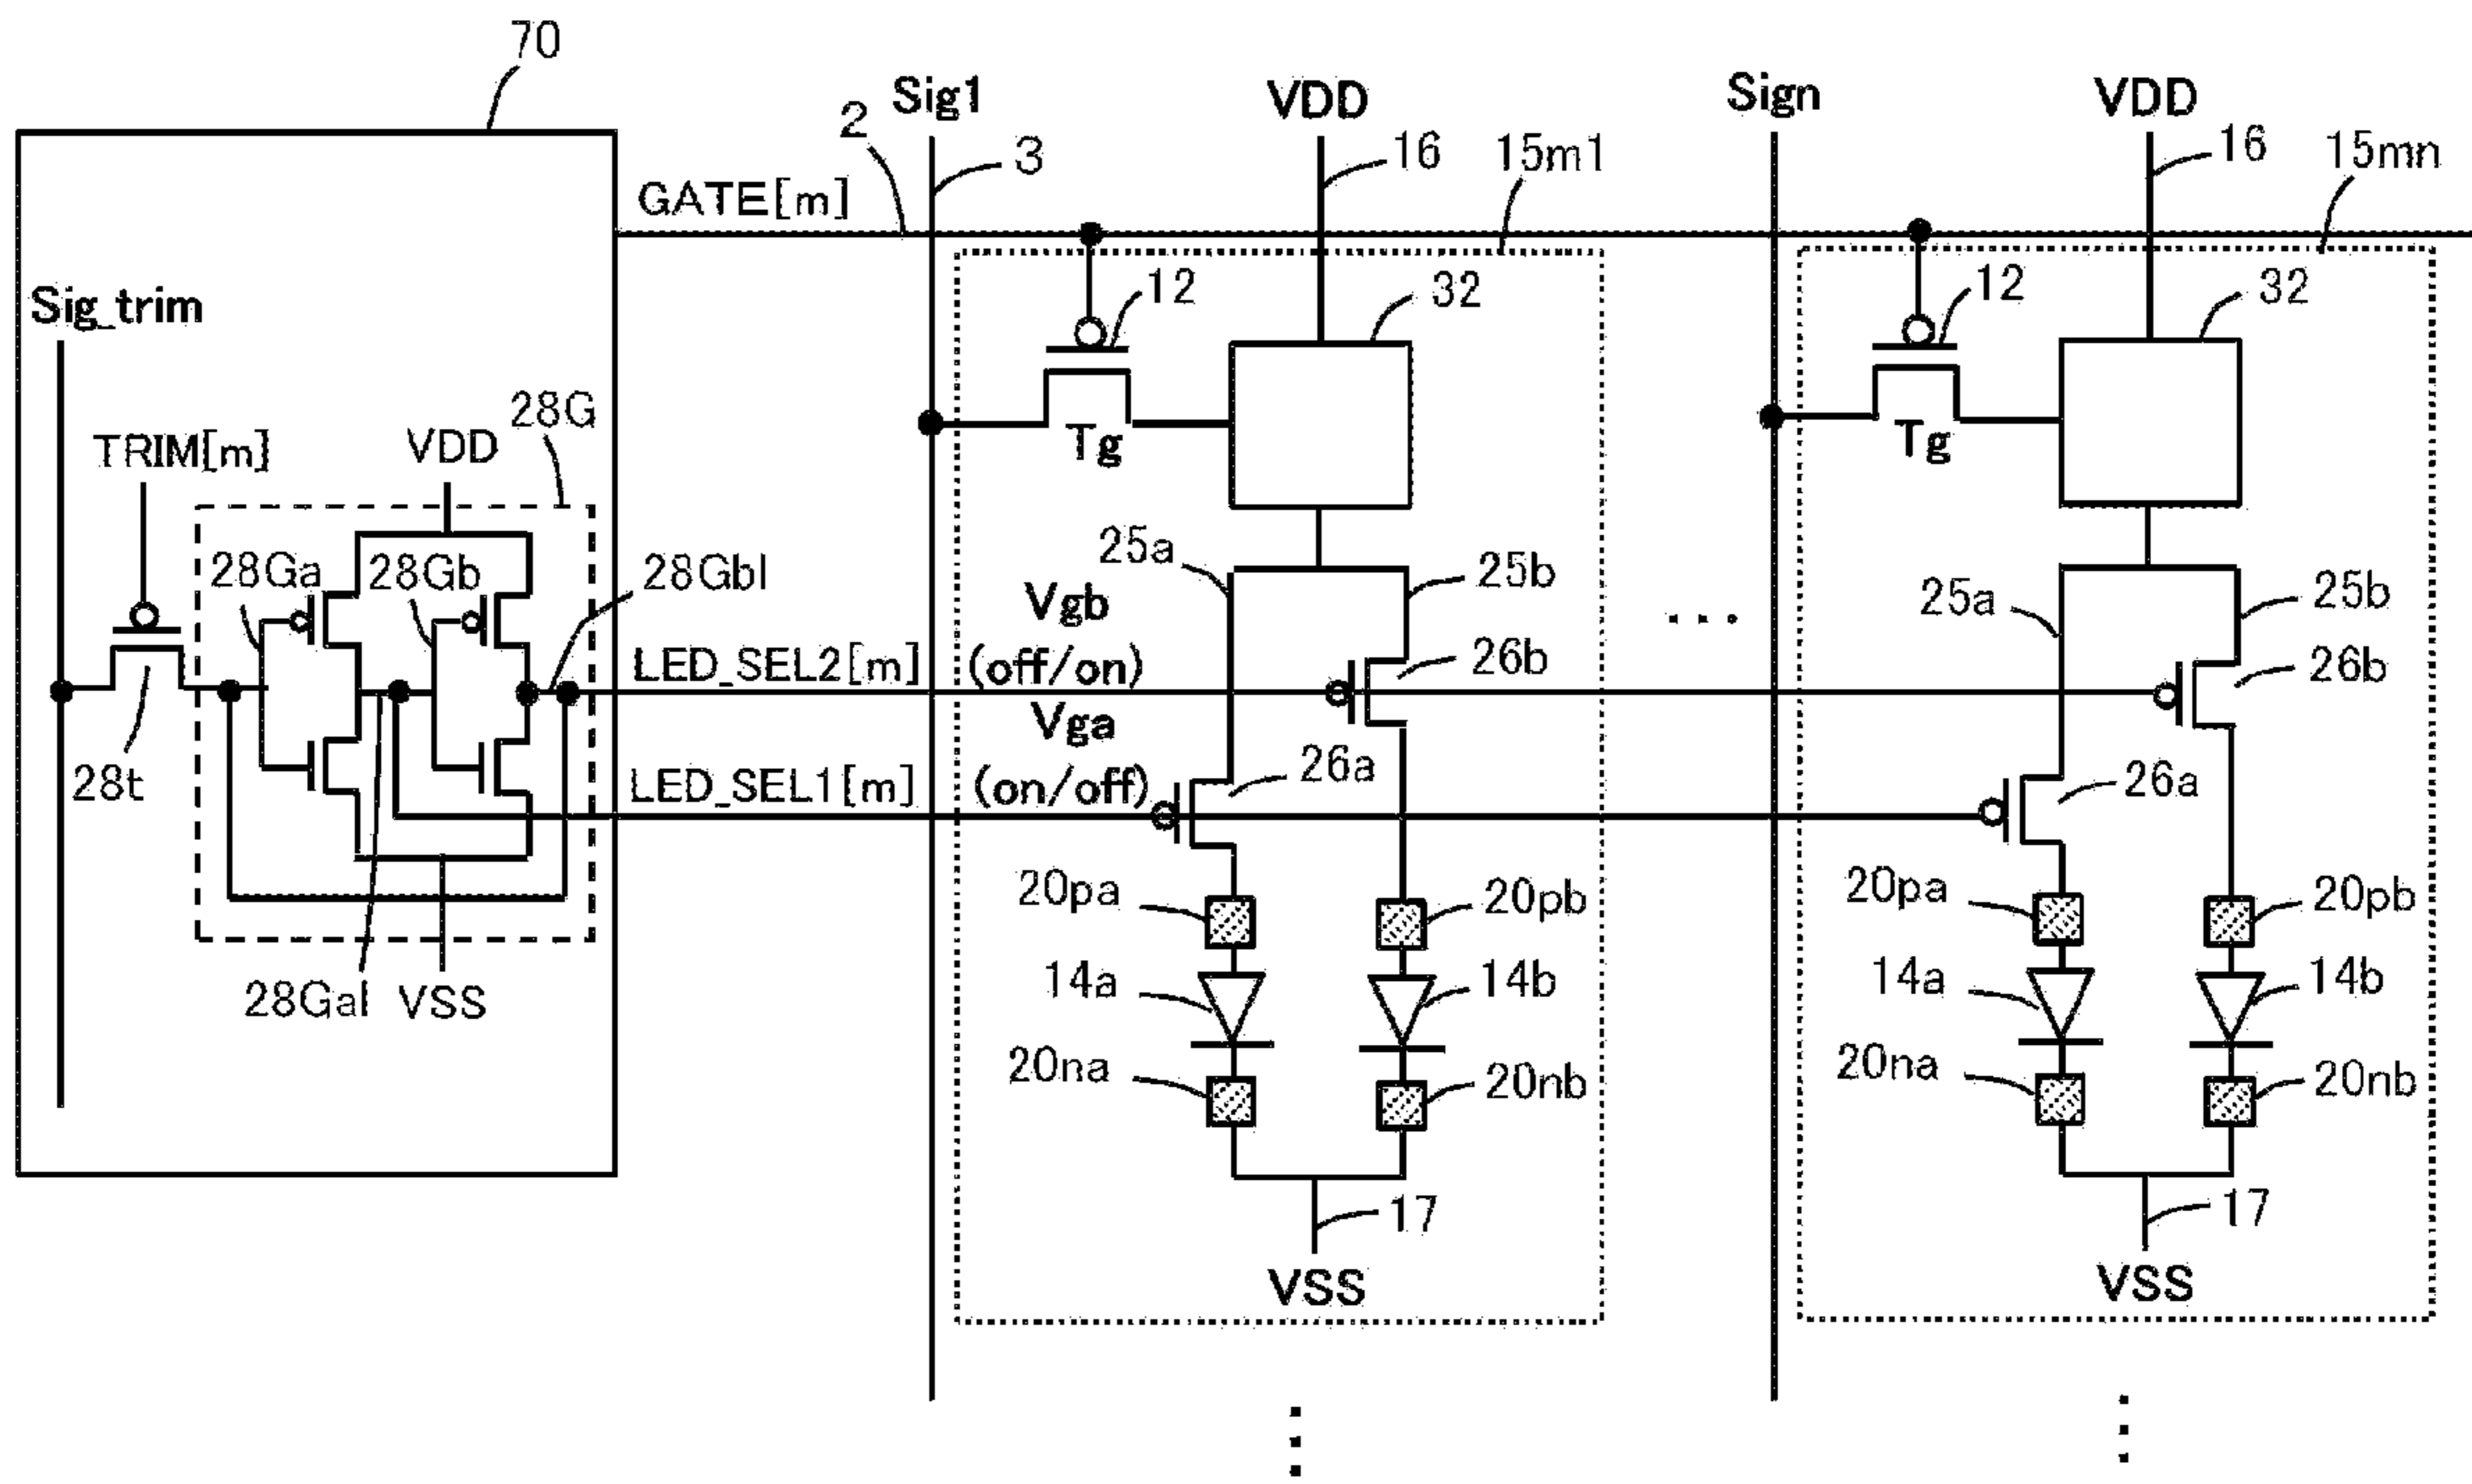 70
Sig1
VDD
Sign
VDD
2
3
16
15m1
16
15mn
GATE[m]
Sig_trim
12
32
12
32
28G
TRIM[m]
VDD
Tg
Tg
28Ga
28Gb
28Gbl
25a
25b
25a
25b
Vgb
...
LED_SEL2[m]
(off/on)
26b
26b
Vga
28t
LED_SEL1[m]
(on/off)
26a
26a
20pa
20pb
20pa
20pb
28Gal
VSS
14a
14b
14a
14b
20na
20nb
20na
20nb
17
17
VSS
VSS